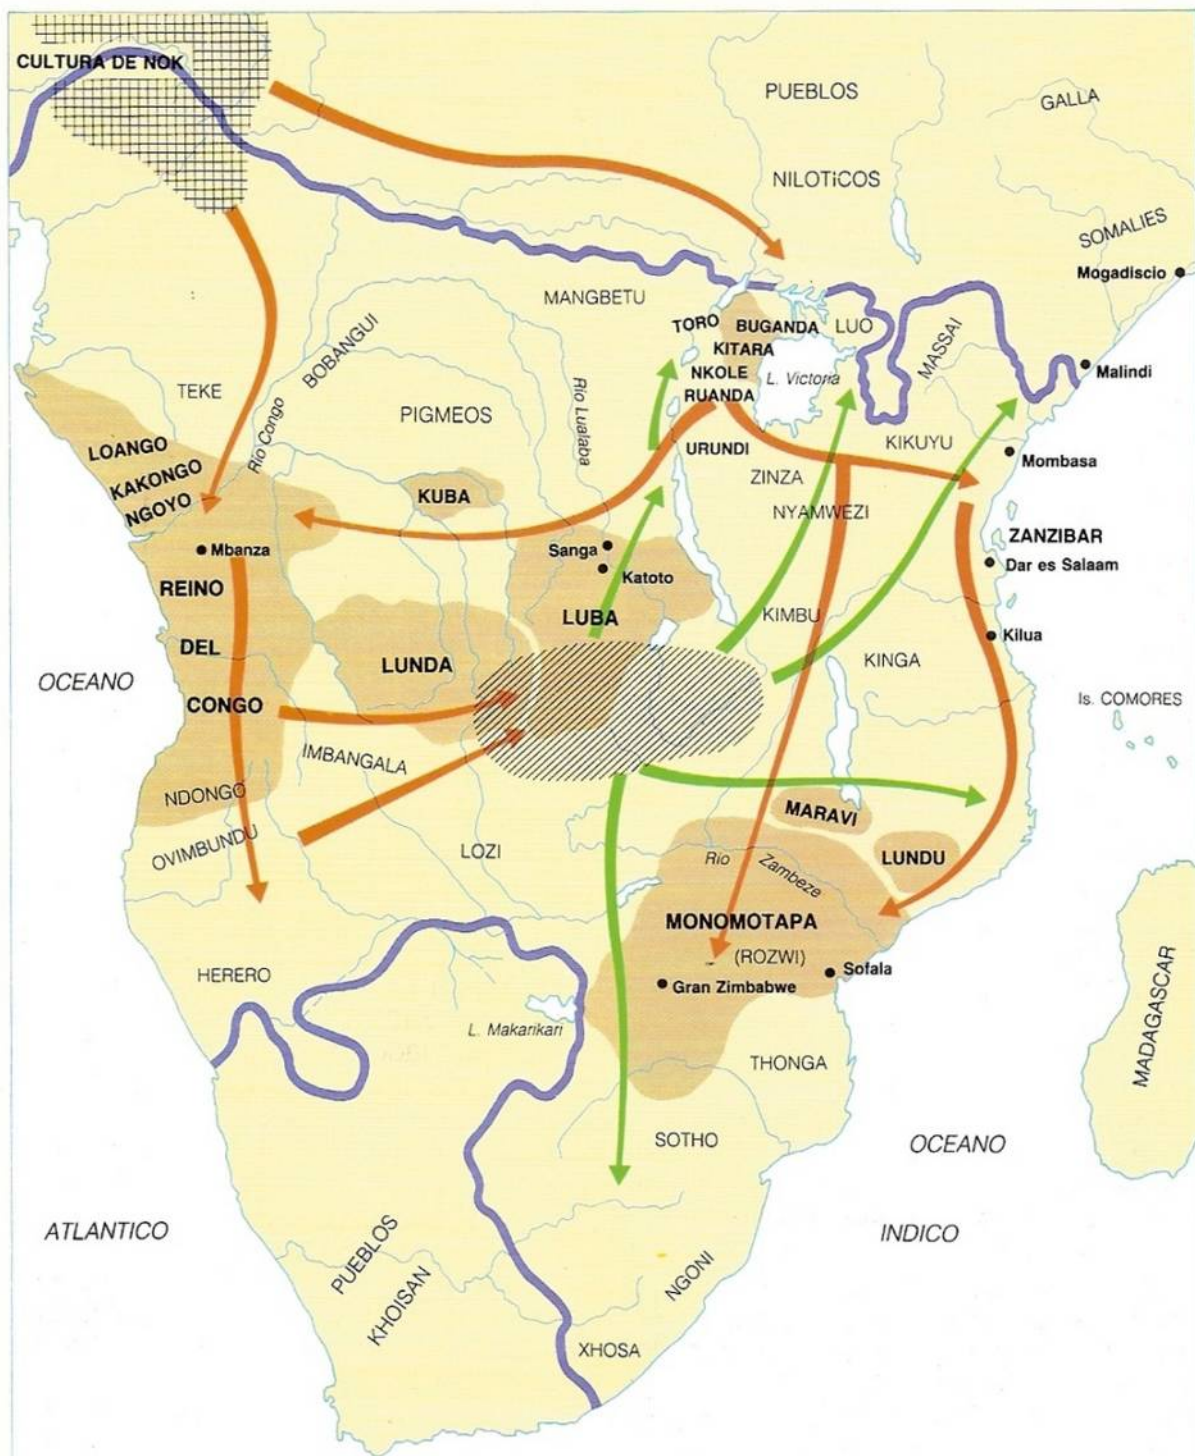 CULTURA DE NOK
PUEBLOS
NILOTiCOS
GALLA
SOMALIES
Mogadiscio
MANGBETU
TORO
BUGANDA
LUO
KITARA
NKOLE
RUANDA
L. Victoria
MASSAI
Malindi
TEKE
BOBANGUI
Río Congo
PIGMEOS
Río Lualaba
URUNDI
KIKUYU
Mombasa
ZINZA
NYAMWEZI
LOANGO
KAKONGO
NGOYO
KUBA
Mbanza
Sanga
Katoto
ZANZIBAR
Dar es Salaam
REINO
DEL
CONGO
LUBA
LUNDA
KIMBU
Kilua
KINGA
OCEANO
Is. COMORES
IMBANGALA
NDONGO
OVIMBUNDU
LOZI
MARAVI
LUNDU
Río Zambeze
MONOMOTAPA
(ROZWI)
Sofala
Gran Zimbabwe
HERERO
L. Makarikari
THONGA
MADAGASCAR
SOTHO
OCEANO
ATLANTICO
INDICO
PUEBLOS
KHOISAN
NGONI
XHOSA